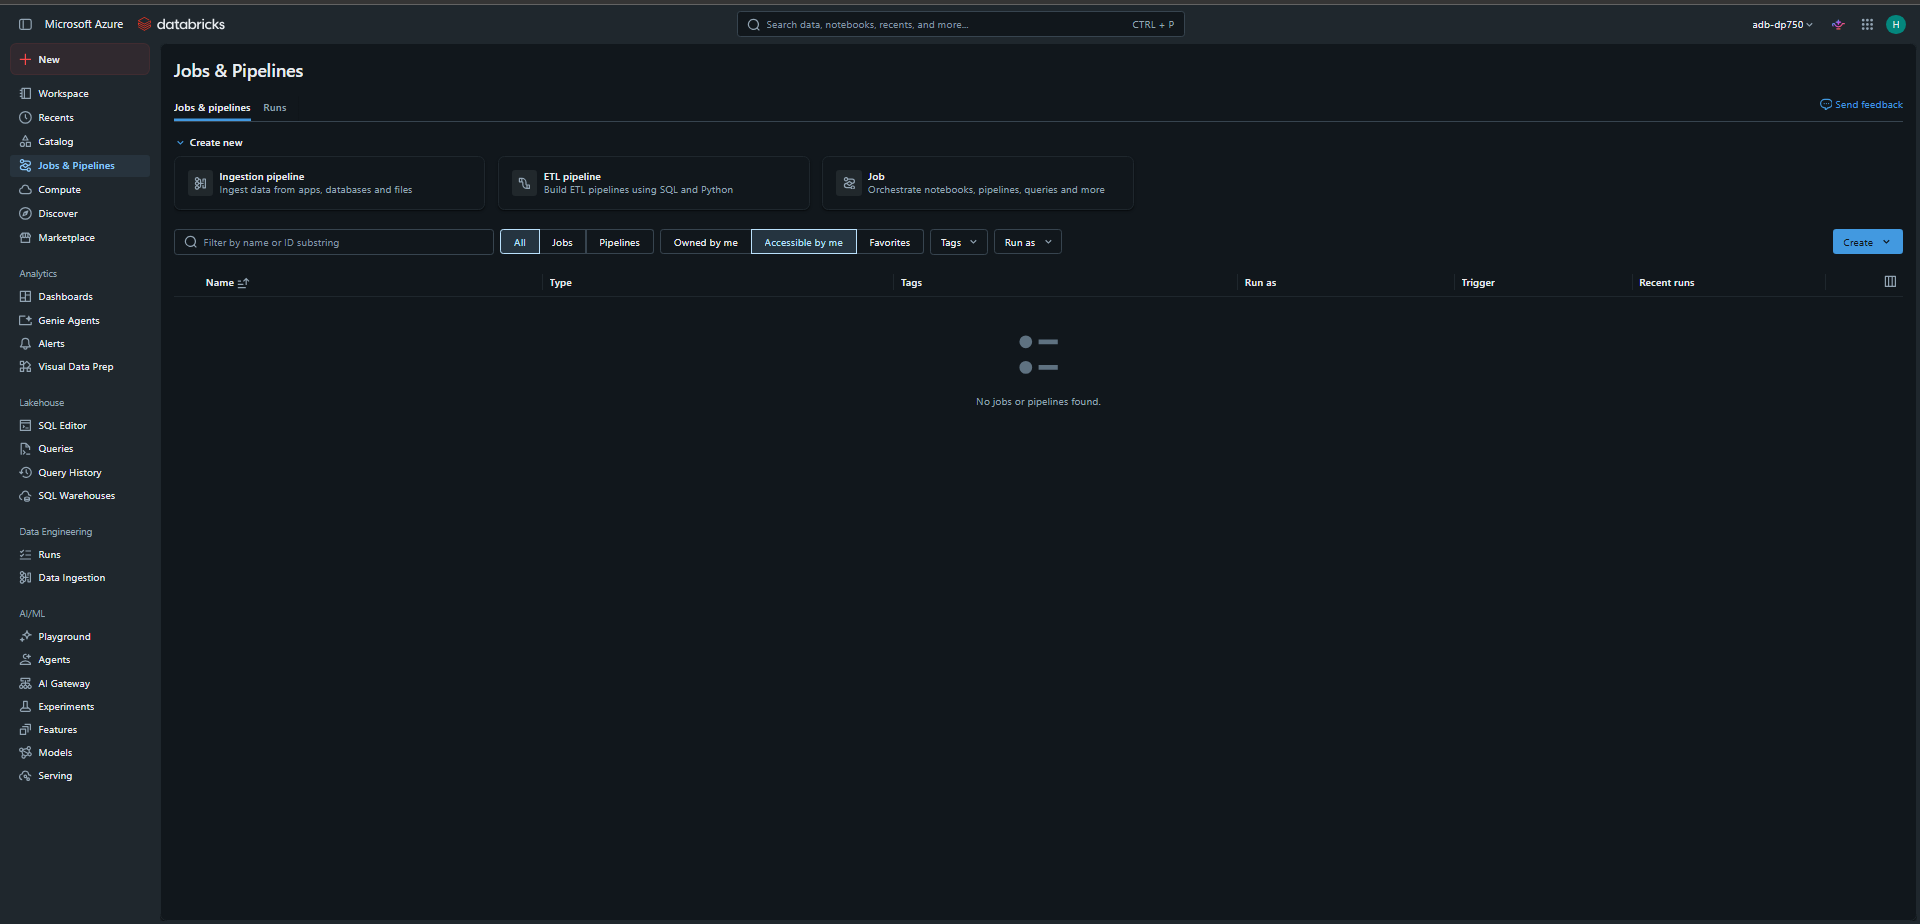 Microsoft Azure databricks
Search data, notebooks, recents, and more... CTRL + P
adb-dp750
H
New
Workspace
Recents
Catalog
Jobs & Pipelines
Compute
Discover
Marketplace
Analytics
Dashboards
Genie Agents
Alerts
Visual Data Prep
Lakehouse
SQL Editor
Queries
Query History
SQL Warehouses
Data Engineering
Runs
Data Ingestion
AI/ML
Playground
Agents
AI Gateway
Experiments
Features
Models
Serving
Jobs & Pipelines
Jobs & pipelines Runs
Send feedback
Create new
Ingestion pipeline
Ingest data from apps, databases and files
ETL pipeline
Build ETL pipelines using SQL and Python
Job
Orchestrate notebooks, pipelines, queries and more
Filter by name or ID substring All Jobs Pipelines Owned by me Accessible by me Favorites Tags Run as Create
Name Type Tags Run as Trigger Recent runs
No jobs or pipelines found.